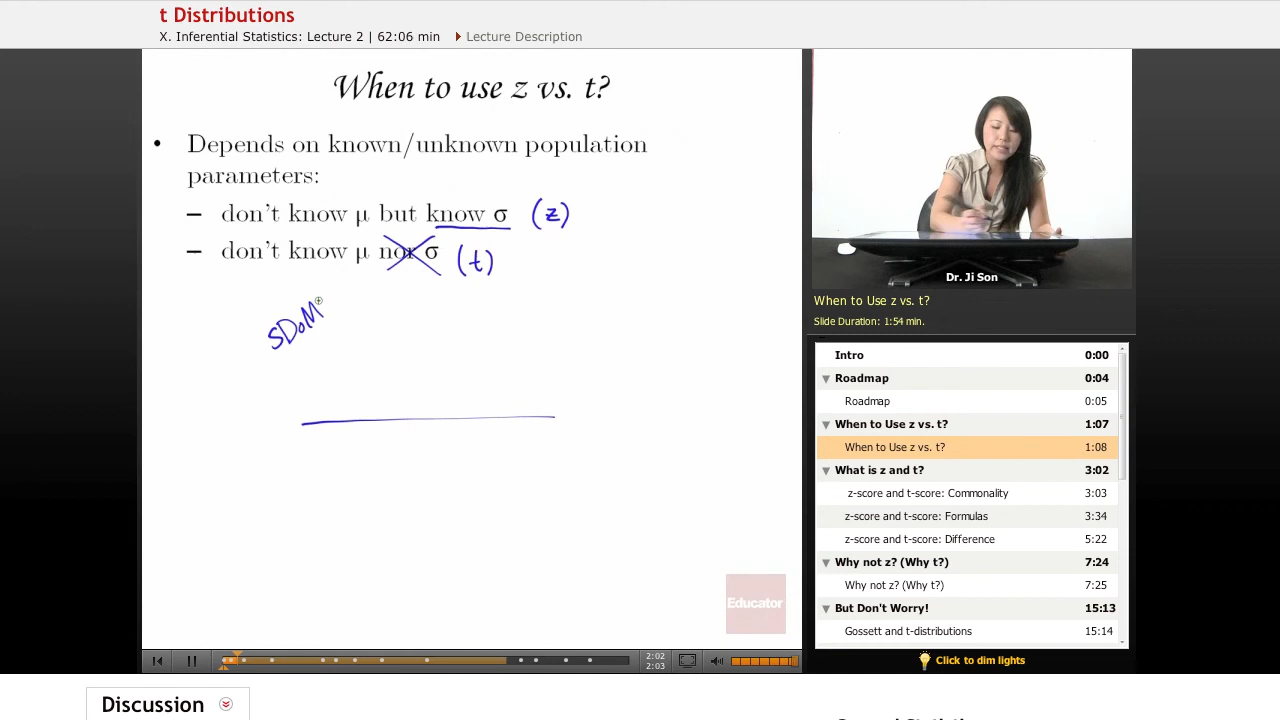 t Distributions
X. Inferential Statistics: Lecture 2 | 62:06 min Lecture Description
When to use z vs. t?
• Depends on known/unknown population
parameters:
– don't know μ but know σ (z)
– don't know μ nor σ (t)
SDoM
Educator
Dr. Ji Son
When to Use z vs. t?
Slide Duration: 1:54 min.
Intro 0:00
Roadmap 0:04
Roadmap 0:05
When to Use z vs. t? 1:07
When to Use z vs. t? 1:08
What is z and t? 3:02
z-score and t-score: Commonality 3:03
z-score and t-score: Formulas 3:34
z-score and t-score: Difference 5:22
Why not z? (Why t?) 7:24
Why not z? (Why t?) 7:25
But Don't Worry! 15:13
Gossett and t-distributions 15:14
2:02
2:03
Click to dim lights
Discussion